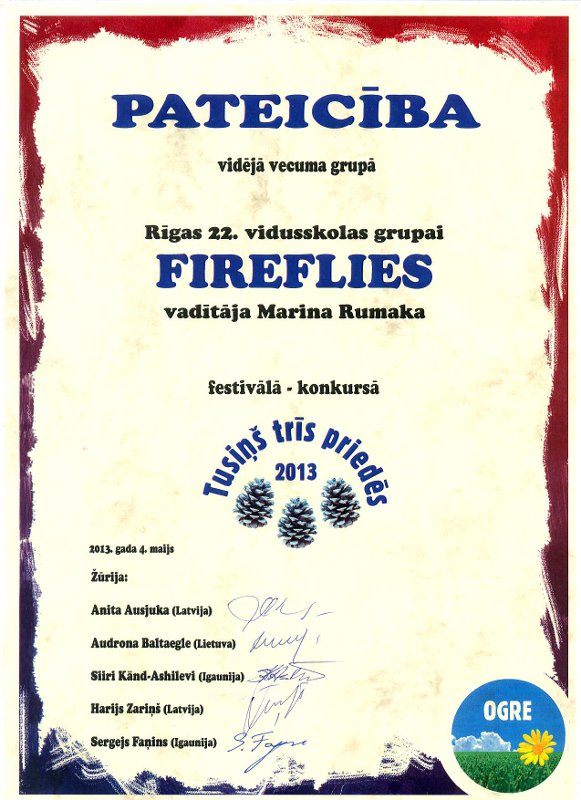 PATEICĪBA
vidējā vecuma grupā
Rīgas 22. vidusskolas grupai
FIREFLIES
vadītāja Marina Rumaka
festivālā - konkursā
Tusiņš trīs priedēs
2013
2013. gada 4. maijs
Žūrija:
Anita Ausjuka (Latvija)
Audrona Baltaegle (Lietuva)
Siiri Känd-Ashilevi (Igaunija)
Harijs Zariņš (Latvija)
Sergejs Faņins (Igaunija)
OGRE